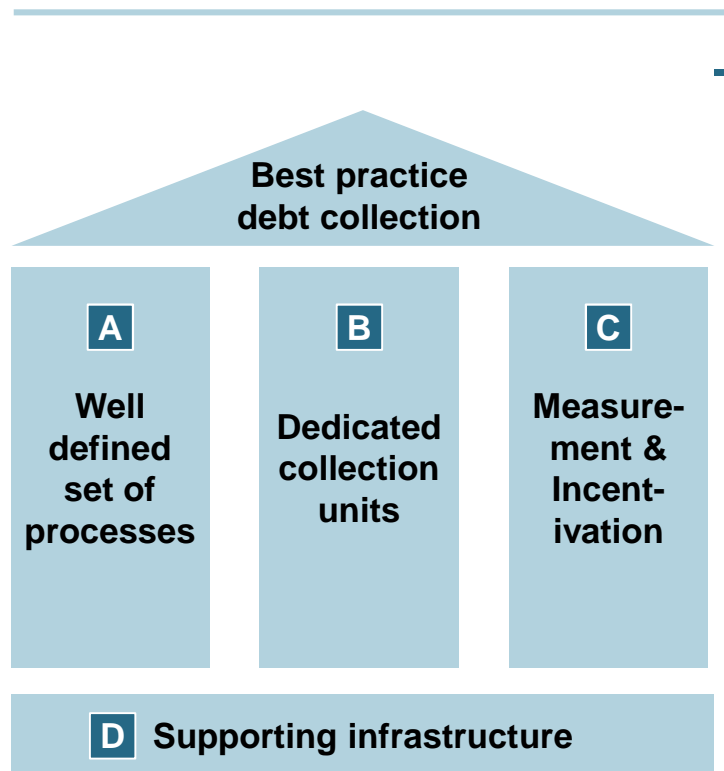 Best practice
debt collection
A
Well
defined
set of
processes
B
Dedicated
collection
units
C
Measure-
ment &
Incent-
ivation
D Supporting infrastructure